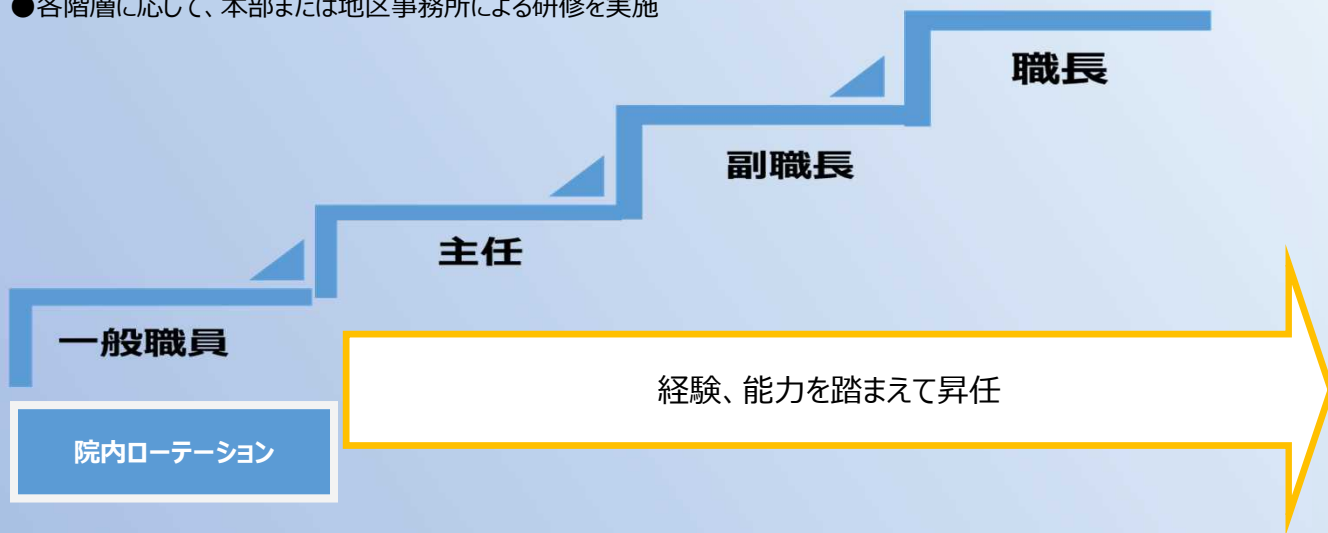 ●各階層に応じて、本部または地区事務所による研修を実施
職長
副職長
主任
一般職員
経験、能力を踏まえて昇任
院内ローテーション